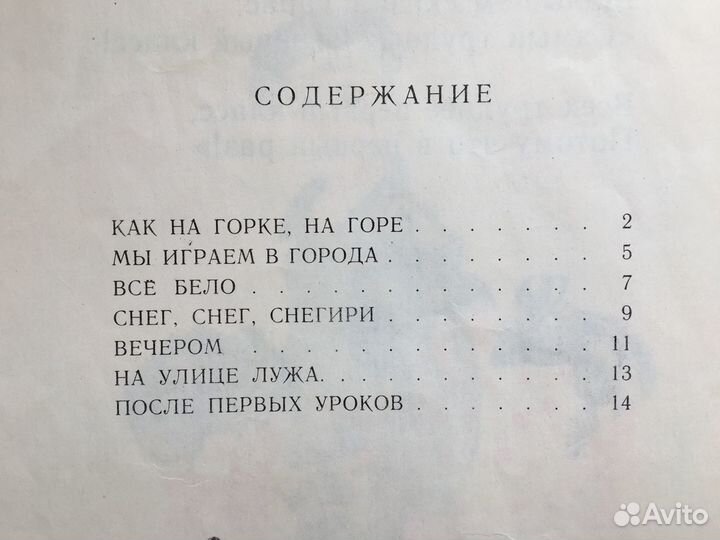 СОДЕРЖАНИЕ
КАК НА ГОРКЕ, НА ГОРЕ . . . . . . . 2
МЫ ИГРАЕМ В ГОРОДА . . . . . . . . 5
ВСЁ БЕЛО . . . . . . . . . . . . 7
СНЕГ, СНЕГ, СНЕГИРИ . . . . . . . . 9
ВЕЧЕРОМ . . . . . . . . . . . . 11
НА УЛИЦЕ ЛУЖА. . . . . . . . . . 13
ПОСЛЕ ПЕРВЫХ УРОКОВ . . . . . . . 14
Avito